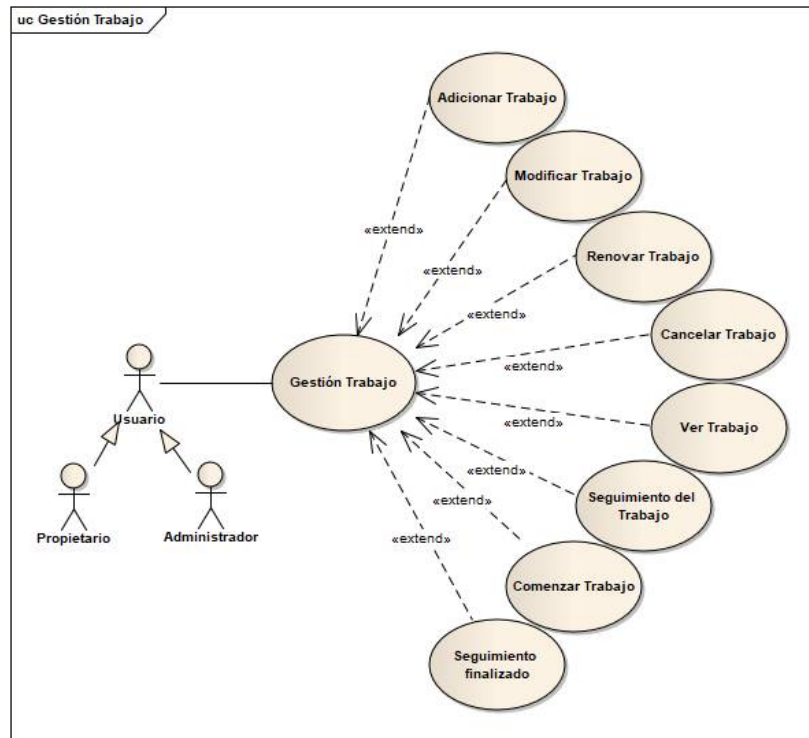 uc Gestión Trabajo
Adicionar Trabajo
Modificar Trabajo
«extend»
Renovar Trabajo
«extend»
«extend»
Cancelar Trabajo
Gestión Trabajo
«extend»
Usuario
Ver Trabajo
«extend»
«extend»
Seguimiento del
Trabajo
«extend»
Propietario
Administrador
«extend»
Comenzar Trabajo
Seguimiento
finalizado